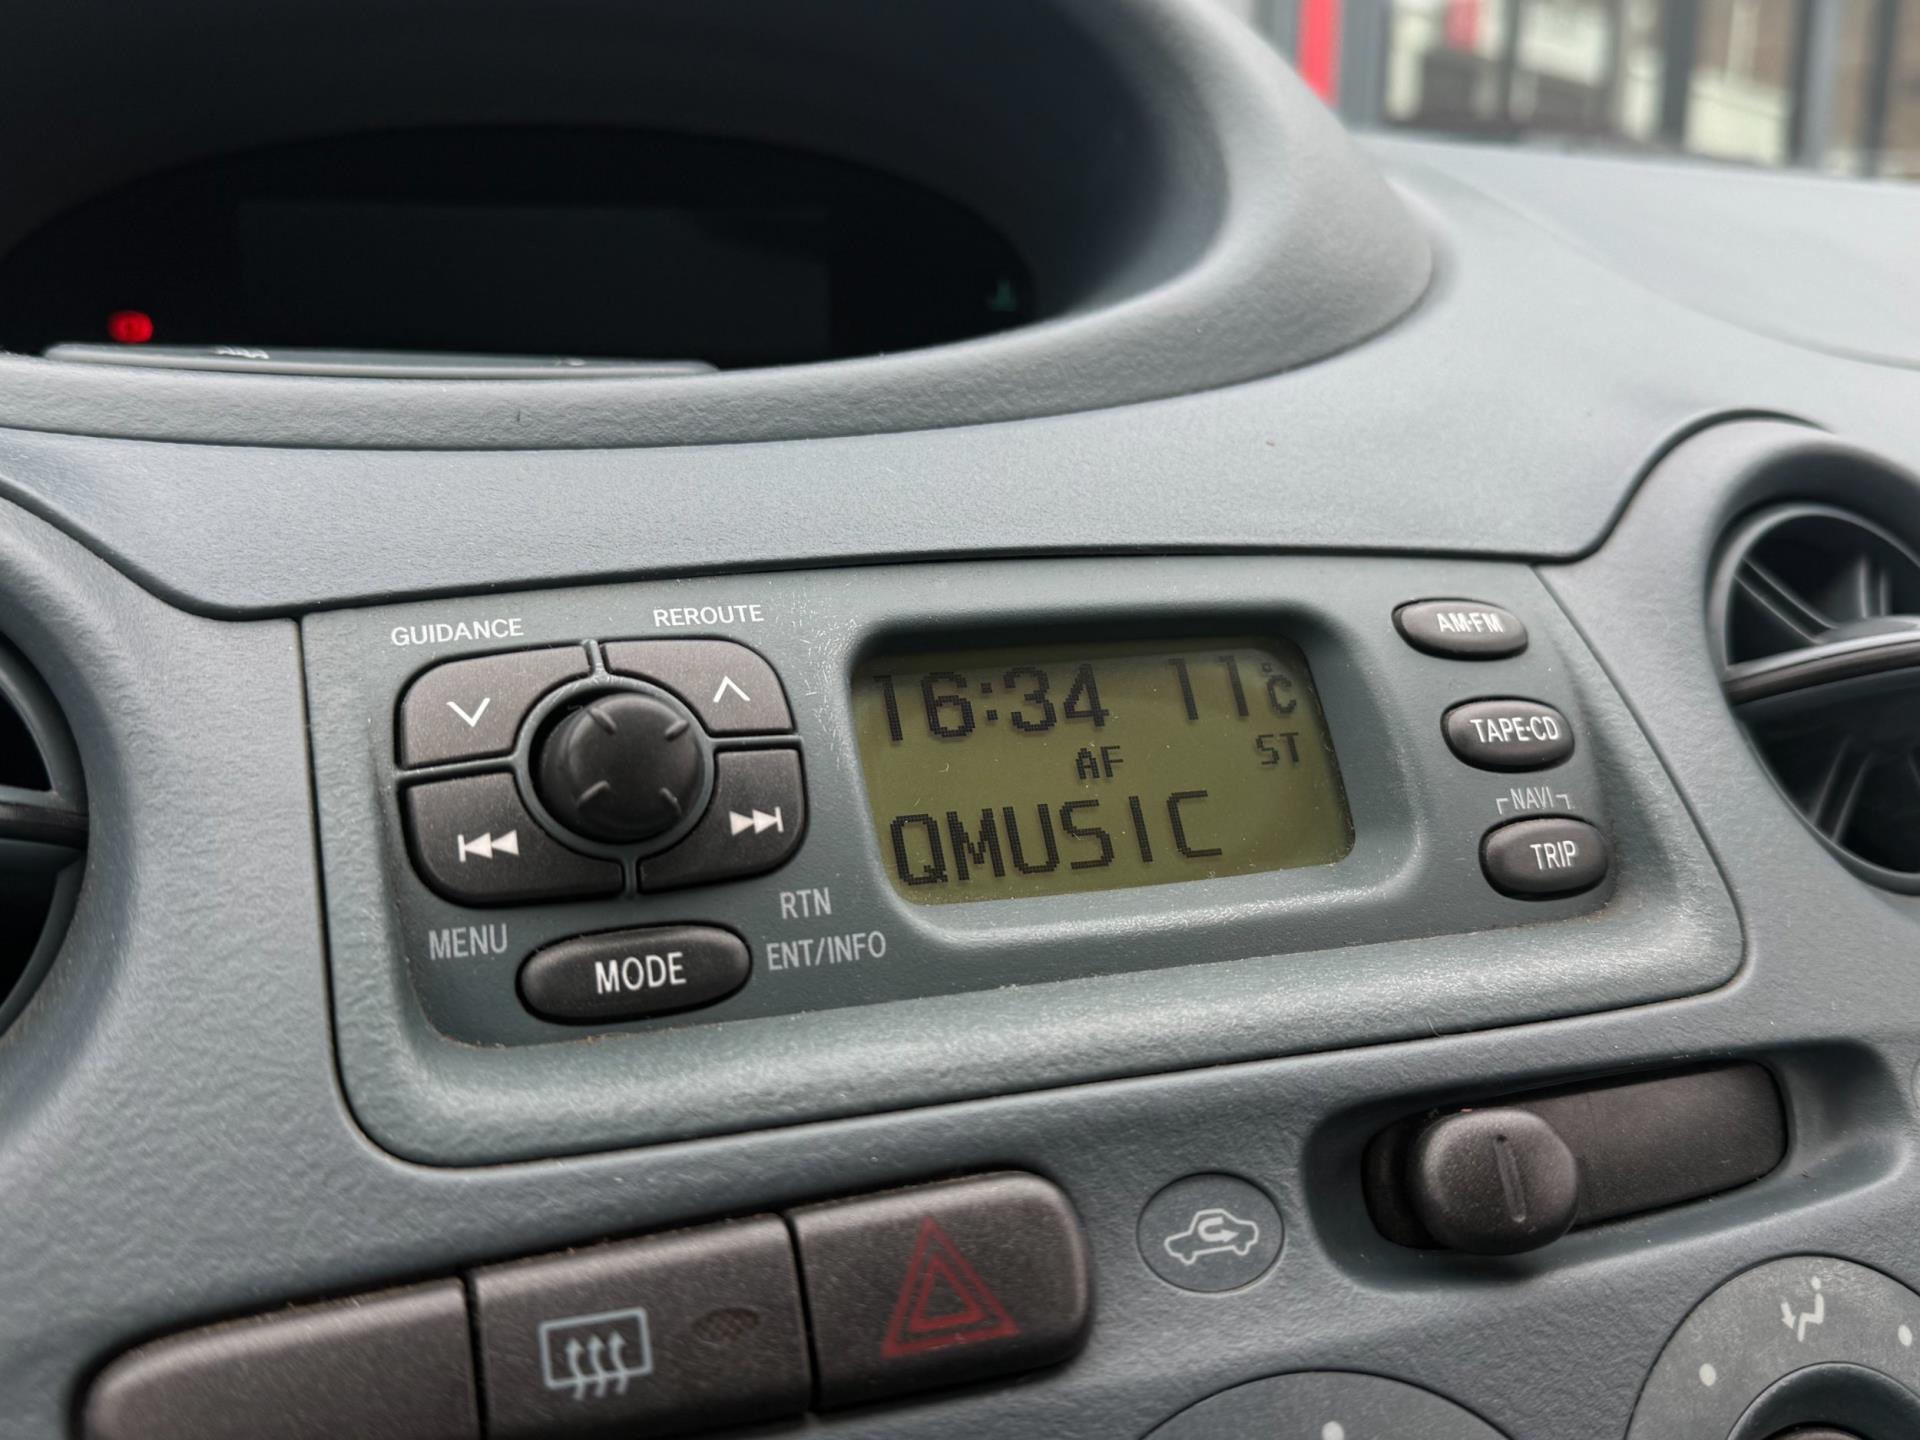 GUIDANCE
REROUTE
MENU
MODE
RTN
ENT/INFO
16:34 11°C
AF ST
QMUSIC
AM·FM
TAPE·CD
NAVI
TRIP